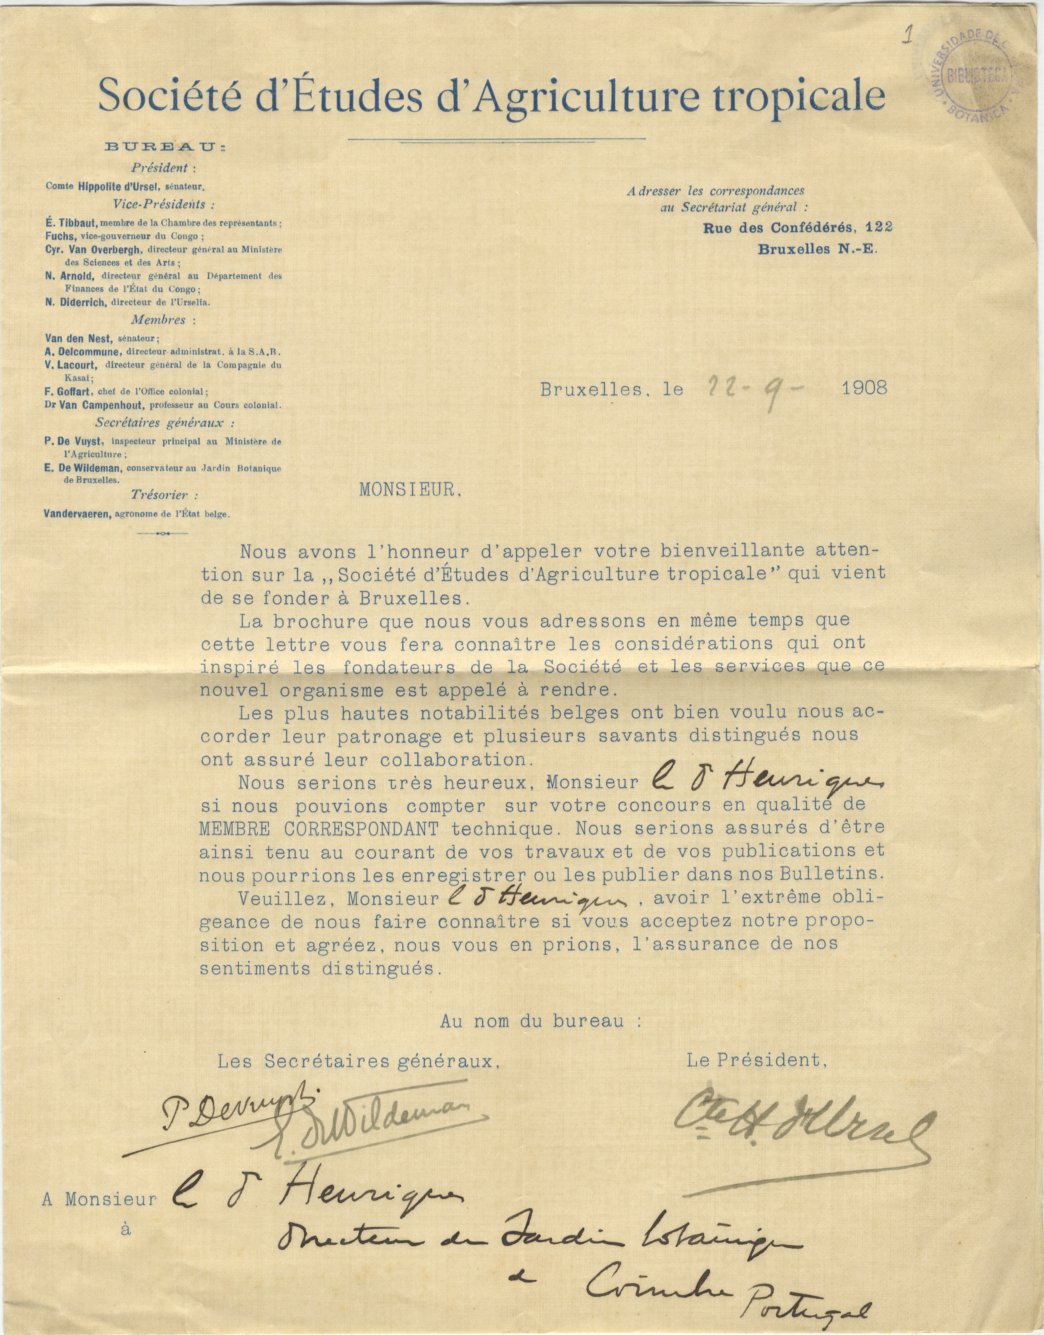 1
UNIVERSIDADE DE
BIBLIOTECA
BOTANICA
Société d'Études d'Agriculture tropicale
BUREAU:
Président :
Comte Hippolite d'Ursel, sénateur.
Vice-Présidents :
É. Tibbaut, membre de la Chambre des représentants ;
Fuchs, vice-gouverneur du Congo ;
Cyr. Van Overbergh, directeur général au Ministère
des Sciences et des Arts ;
N. Arnold, directeur général au Département des
Finances de l'État du Congo ;
N. Diderrich, directeur de l'Urselia.
Membres :
Van den Nest, sénateur ;
A. Delcommune, directeur-administrat. à la S.A.B.
V. Lacourt, directeur général de la Compagnie du
Kasai ;
F. Goffart, chef de l'Office colonial ;
Dr Van Campenhout, professeur au Cours colonial.
Secrétaires généraux :
P. De Vuyst, inspecteur principal au Ministère de
l'Agriculture ;
E. De Wildeman, conservateur au Jardin Botanique
de Bruxelles.
Trésorier :
Vandervaeren, agronome de l'État belge.
Adresser les correspondances
au Secrétariat général :
Rue des Confédérés, 122
Bruxelles N.-E.
Bruxelles, le 22-9- 1908
MONSIEUR,
Nous avons l'honneur d'appeler votre bienveillante atten-
tion sur la „Société d'Études d'Agriculture tropicale” qui vient
de se fonder à Bruxelles.
La brochure que nous vous adressons en même temps que
cette lettre vous fera connaître les considérations qui ont
inspiré les fondateurs de la Société et les services que ce
nouvel organisme est appelé à rendre.
Les plus hautes notabilités belges ont bien voulu nous ac-
corder leur patronage et plusieurs savants distingués nous
ont assuré leur collaboration.
Nous serions très heureux, Monsieur le Dr Henriques
si nous pouvions compter sur votre concours en qualité de
MEMBRE CORRESPONDANT technique. Nous serions assurés d'être
ainsi tenu au courant de vos travaux et de vos publications et
nous pourrions les enregistrer ou les publier dans nos Bulletins.
Veuillez, Monsieur le Dr Henriques, avoir l'extrême obli-
geance de nous faire connaître si vous acceptez notre propo-
sition et agréez, nous vous en prions, l'assurance de nos
sentiments distingués.
Au nom du bureau :
Les Secrétaires généraux,
Le Président,
P Devuyst
E. De Wildeman
Cte H. d'Ursel
A Monsieur le Dr Henriques
à
Directeur du Jardin botanique
de Coimbre
Portugal